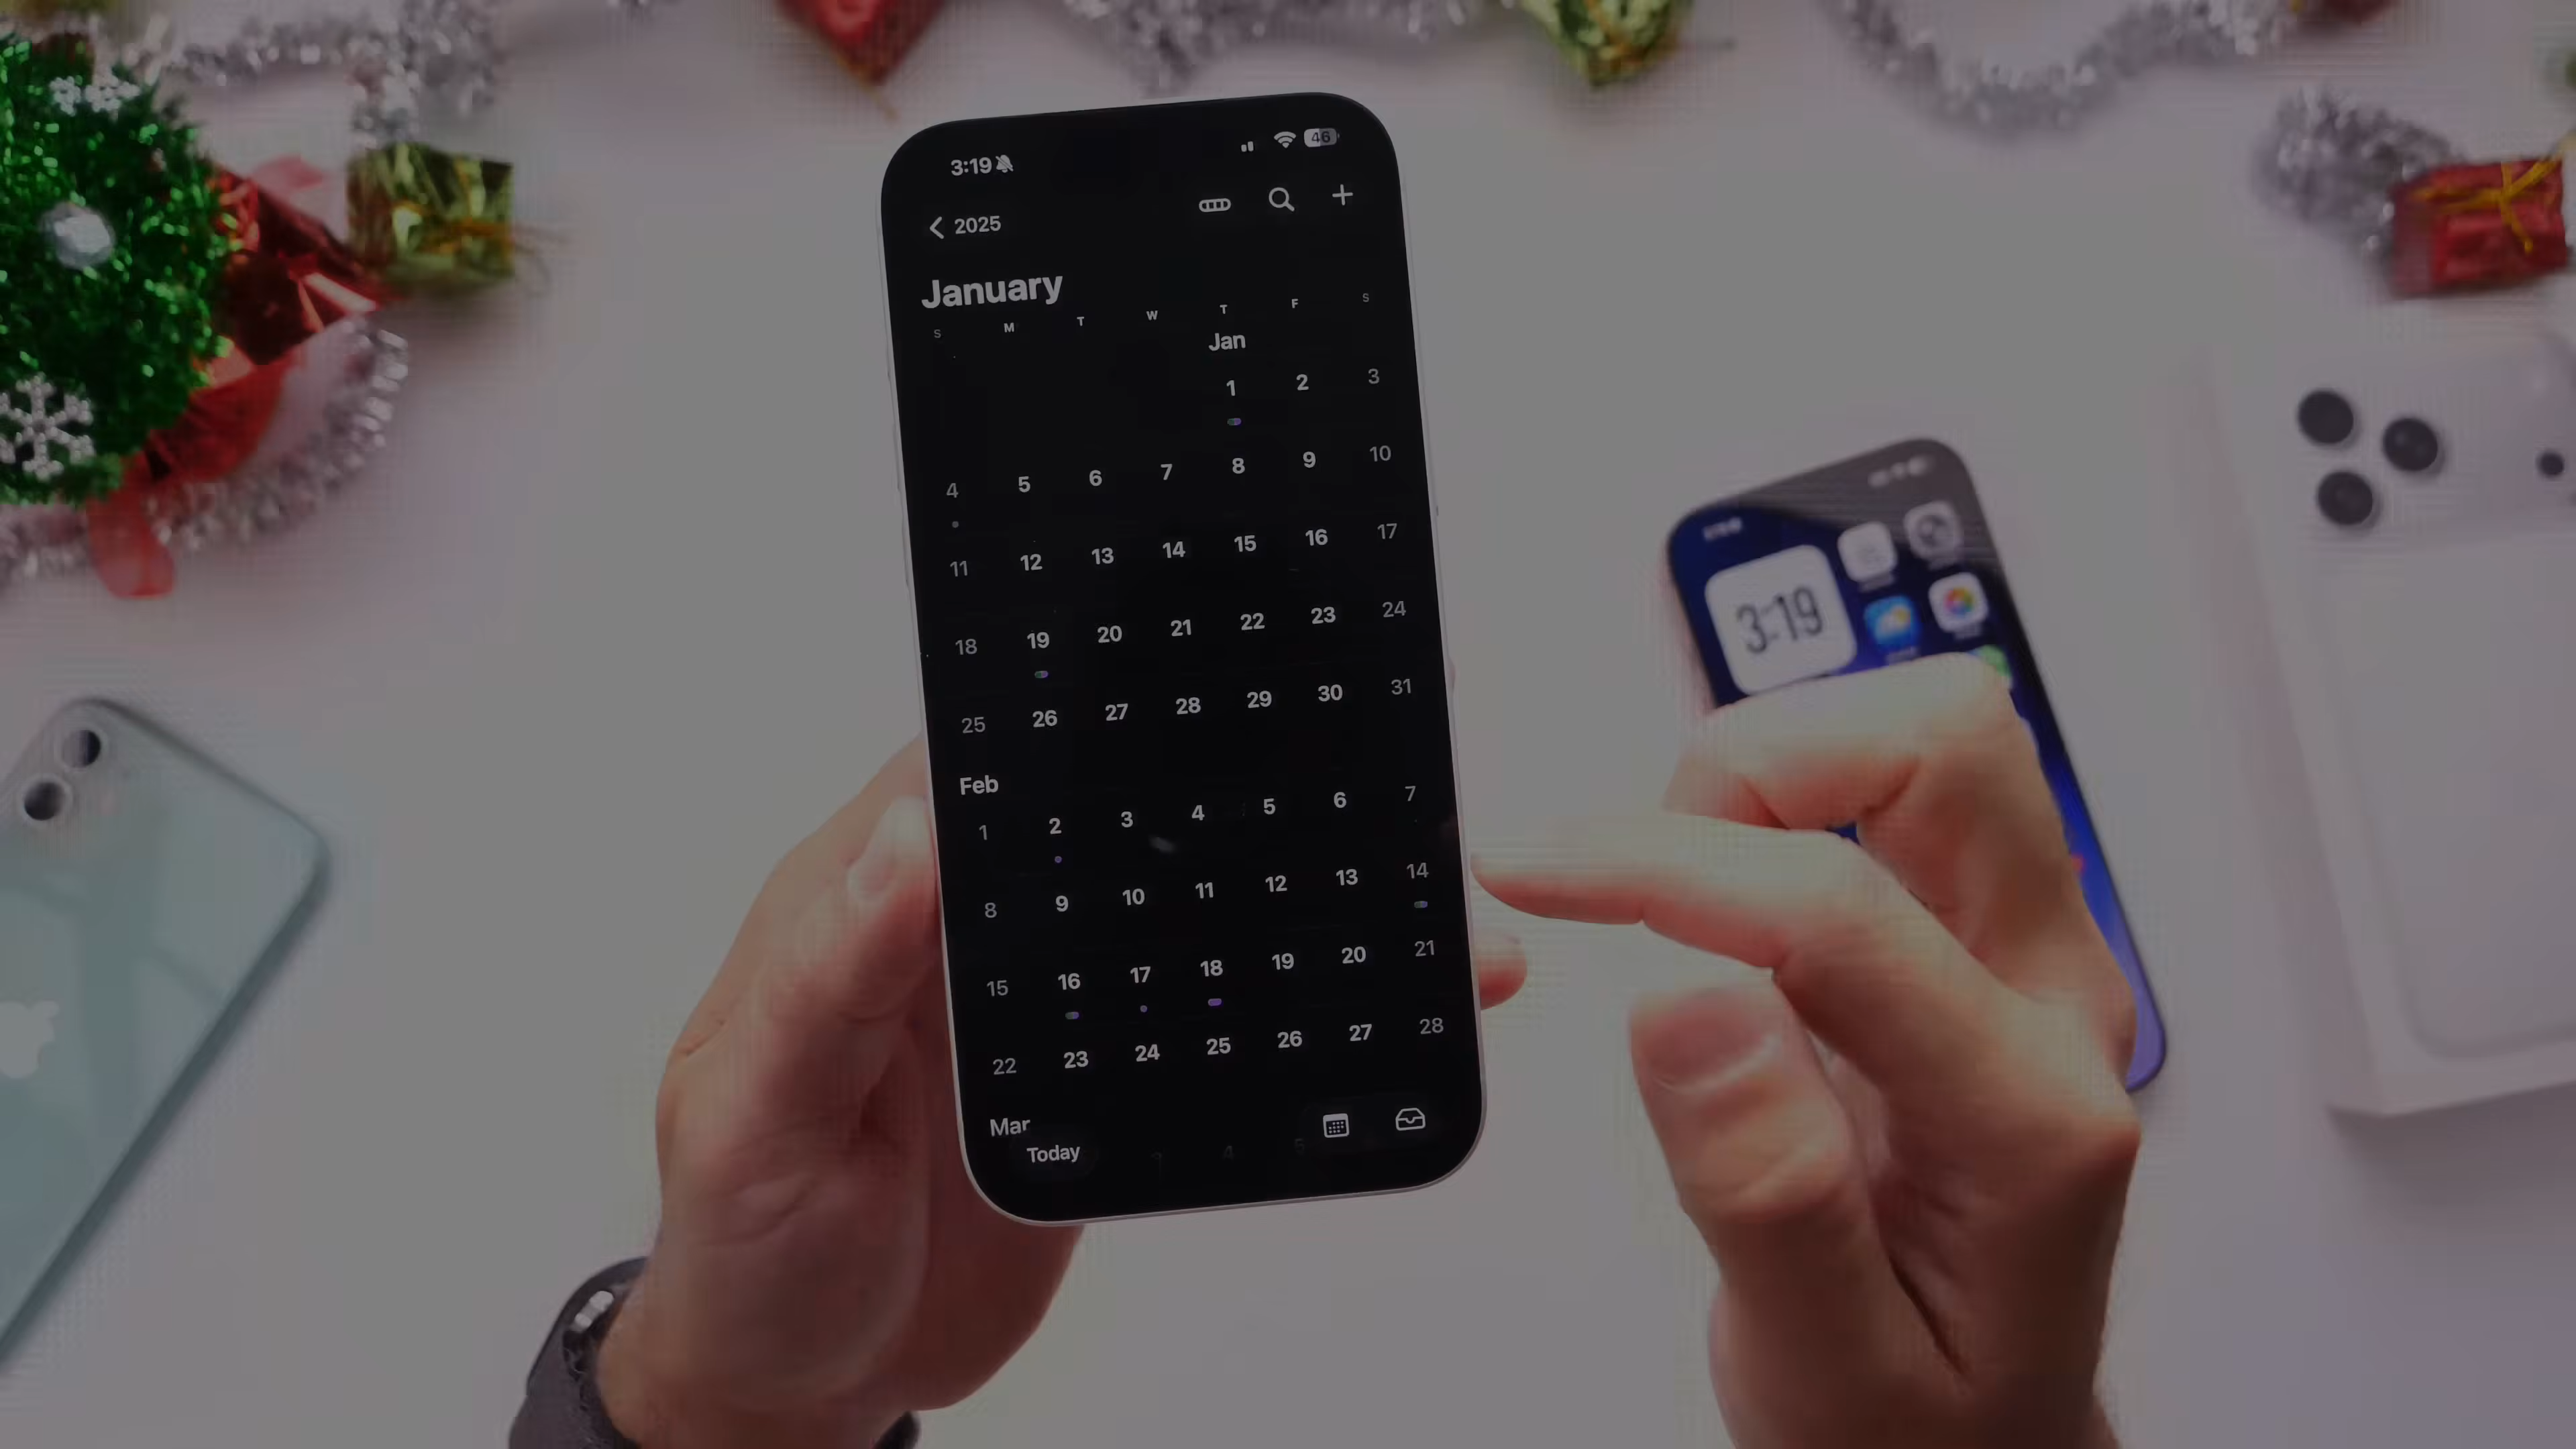 3:19
46
2025
January
S M T W T F S
Jan
1 2 3
4 5 6 7 8 9 10
11 12 13 14 15 16 17
18 19 20 21 22 23 24
25 26 27 28 29 30 31
Feb
1 2 3 4 5 6 7
8 9 10 11 12 13 14
15 16 17 18 19 20 21
22 23 24 25 26 27 28
Mar
4 5
Today
3:19